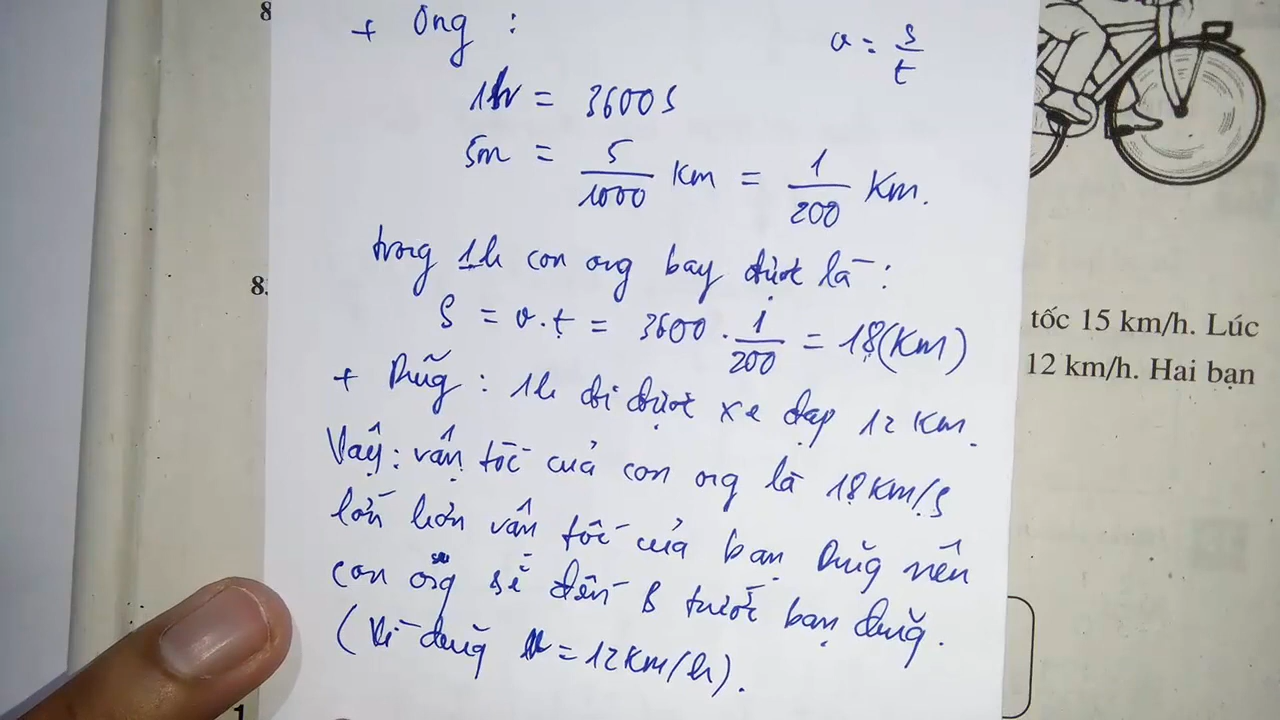 8
+ Ong :
v = s/t
1h = 3600s
5m = 5/1000 Km = 1/200 Km.
trong 1h con ong bay được là :
8.
S = v.t = 3600 . 1/200 = 18(Km)
tốc 15 km/h. Lúc
12 km/h. Hai bạn
+ Dũng : 1h đi được xe đạp 12 Km.
Vậy : vận tốc của con ong là 18Km/s
lớn hơn vận tốc của bạn Dũng nên
con ong sẽ đến B trước bạn dũng.
(Vì dũng v = 12Km/h).
1